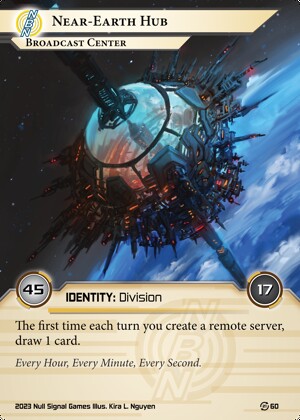 NBN
NEAR-EARTH HUB
BROADCAST CENTER
45
IDENTITY: Division
17
The first time each turn you create a remote server,
draw 1 card.
Every Hour, Every Minute, Every Second.
2023 Null Signal Games Illus. Kira L. Nguyen
60